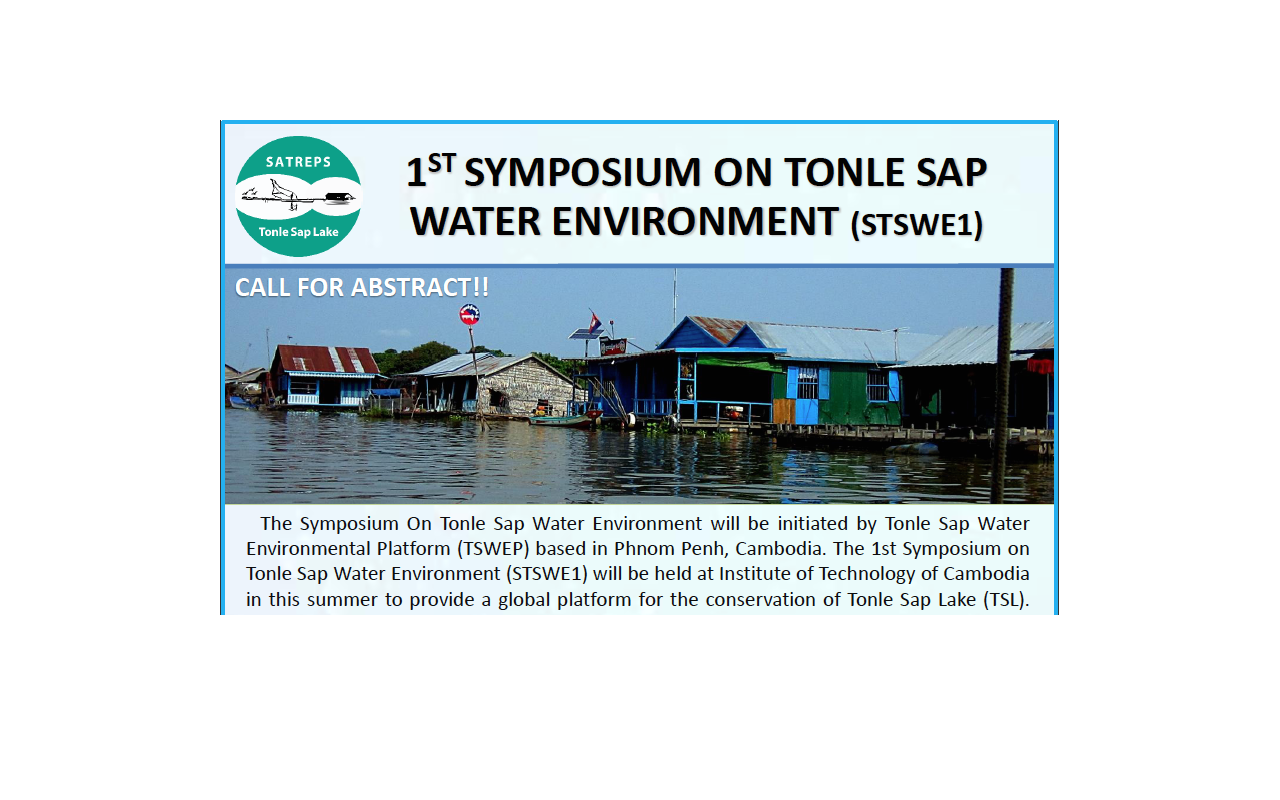 SATREPS
Tonle Sap Lake
1ST SYMPOSIUM ON TONLE SAP
WATER ENVIRONMENT (STSWE1)
CALL FOR ABSTRACT!!
The Symposium On Tonle Sap Water Environment will be initiated by Tonle Sap Water
Environmental Platform (TSWEP) based in Phnom Penh, Cambodia. The 1st Symposium on
Tonle Sap Water Environment (STSWE1) will be held at Institute of Technology of Cambodia
in this summer to provide a global platform for the conservation of Tonle Sap Lake (TSL).